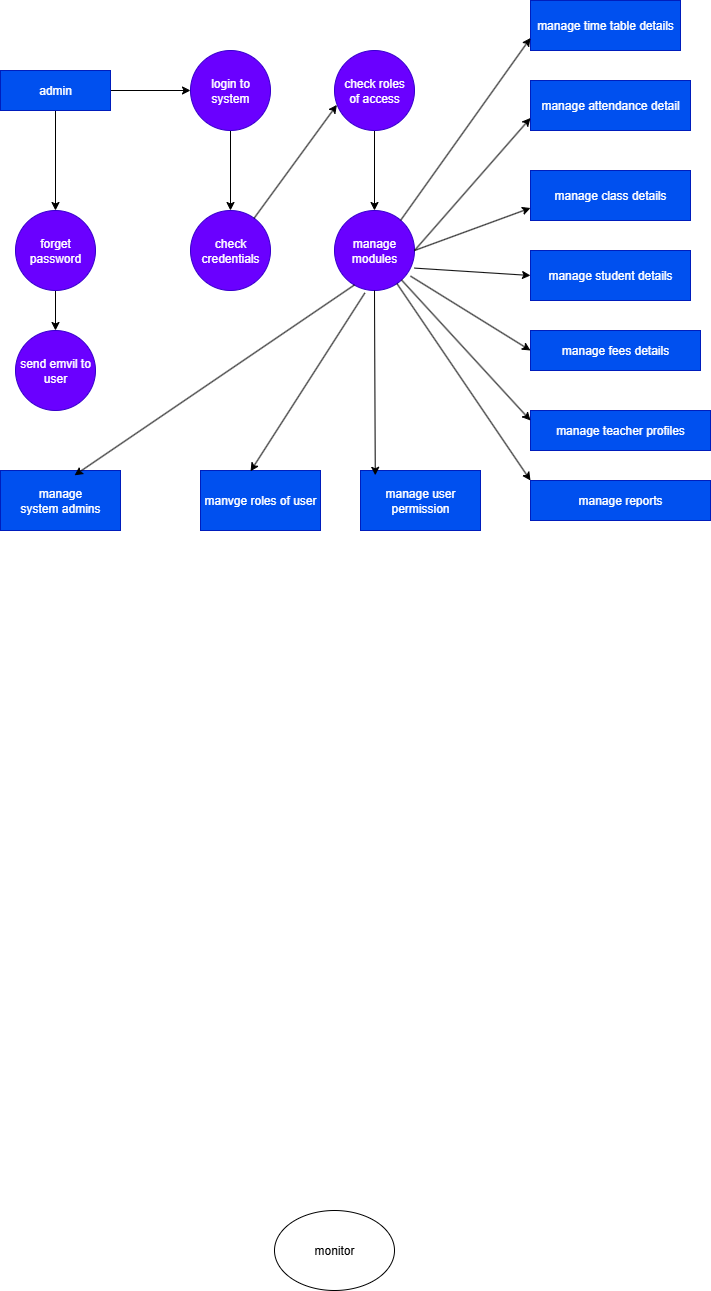 manage time table details
login to
system
check roles
of access
admin
manage attendance detail
manage class details
forget
password
check
credentials
manage
modules
manage student details
send emvil to
user
manage fees details
manage teacher profiles
manage
system admins
manvge roles of user
manage user
permission
manage reports
monitor